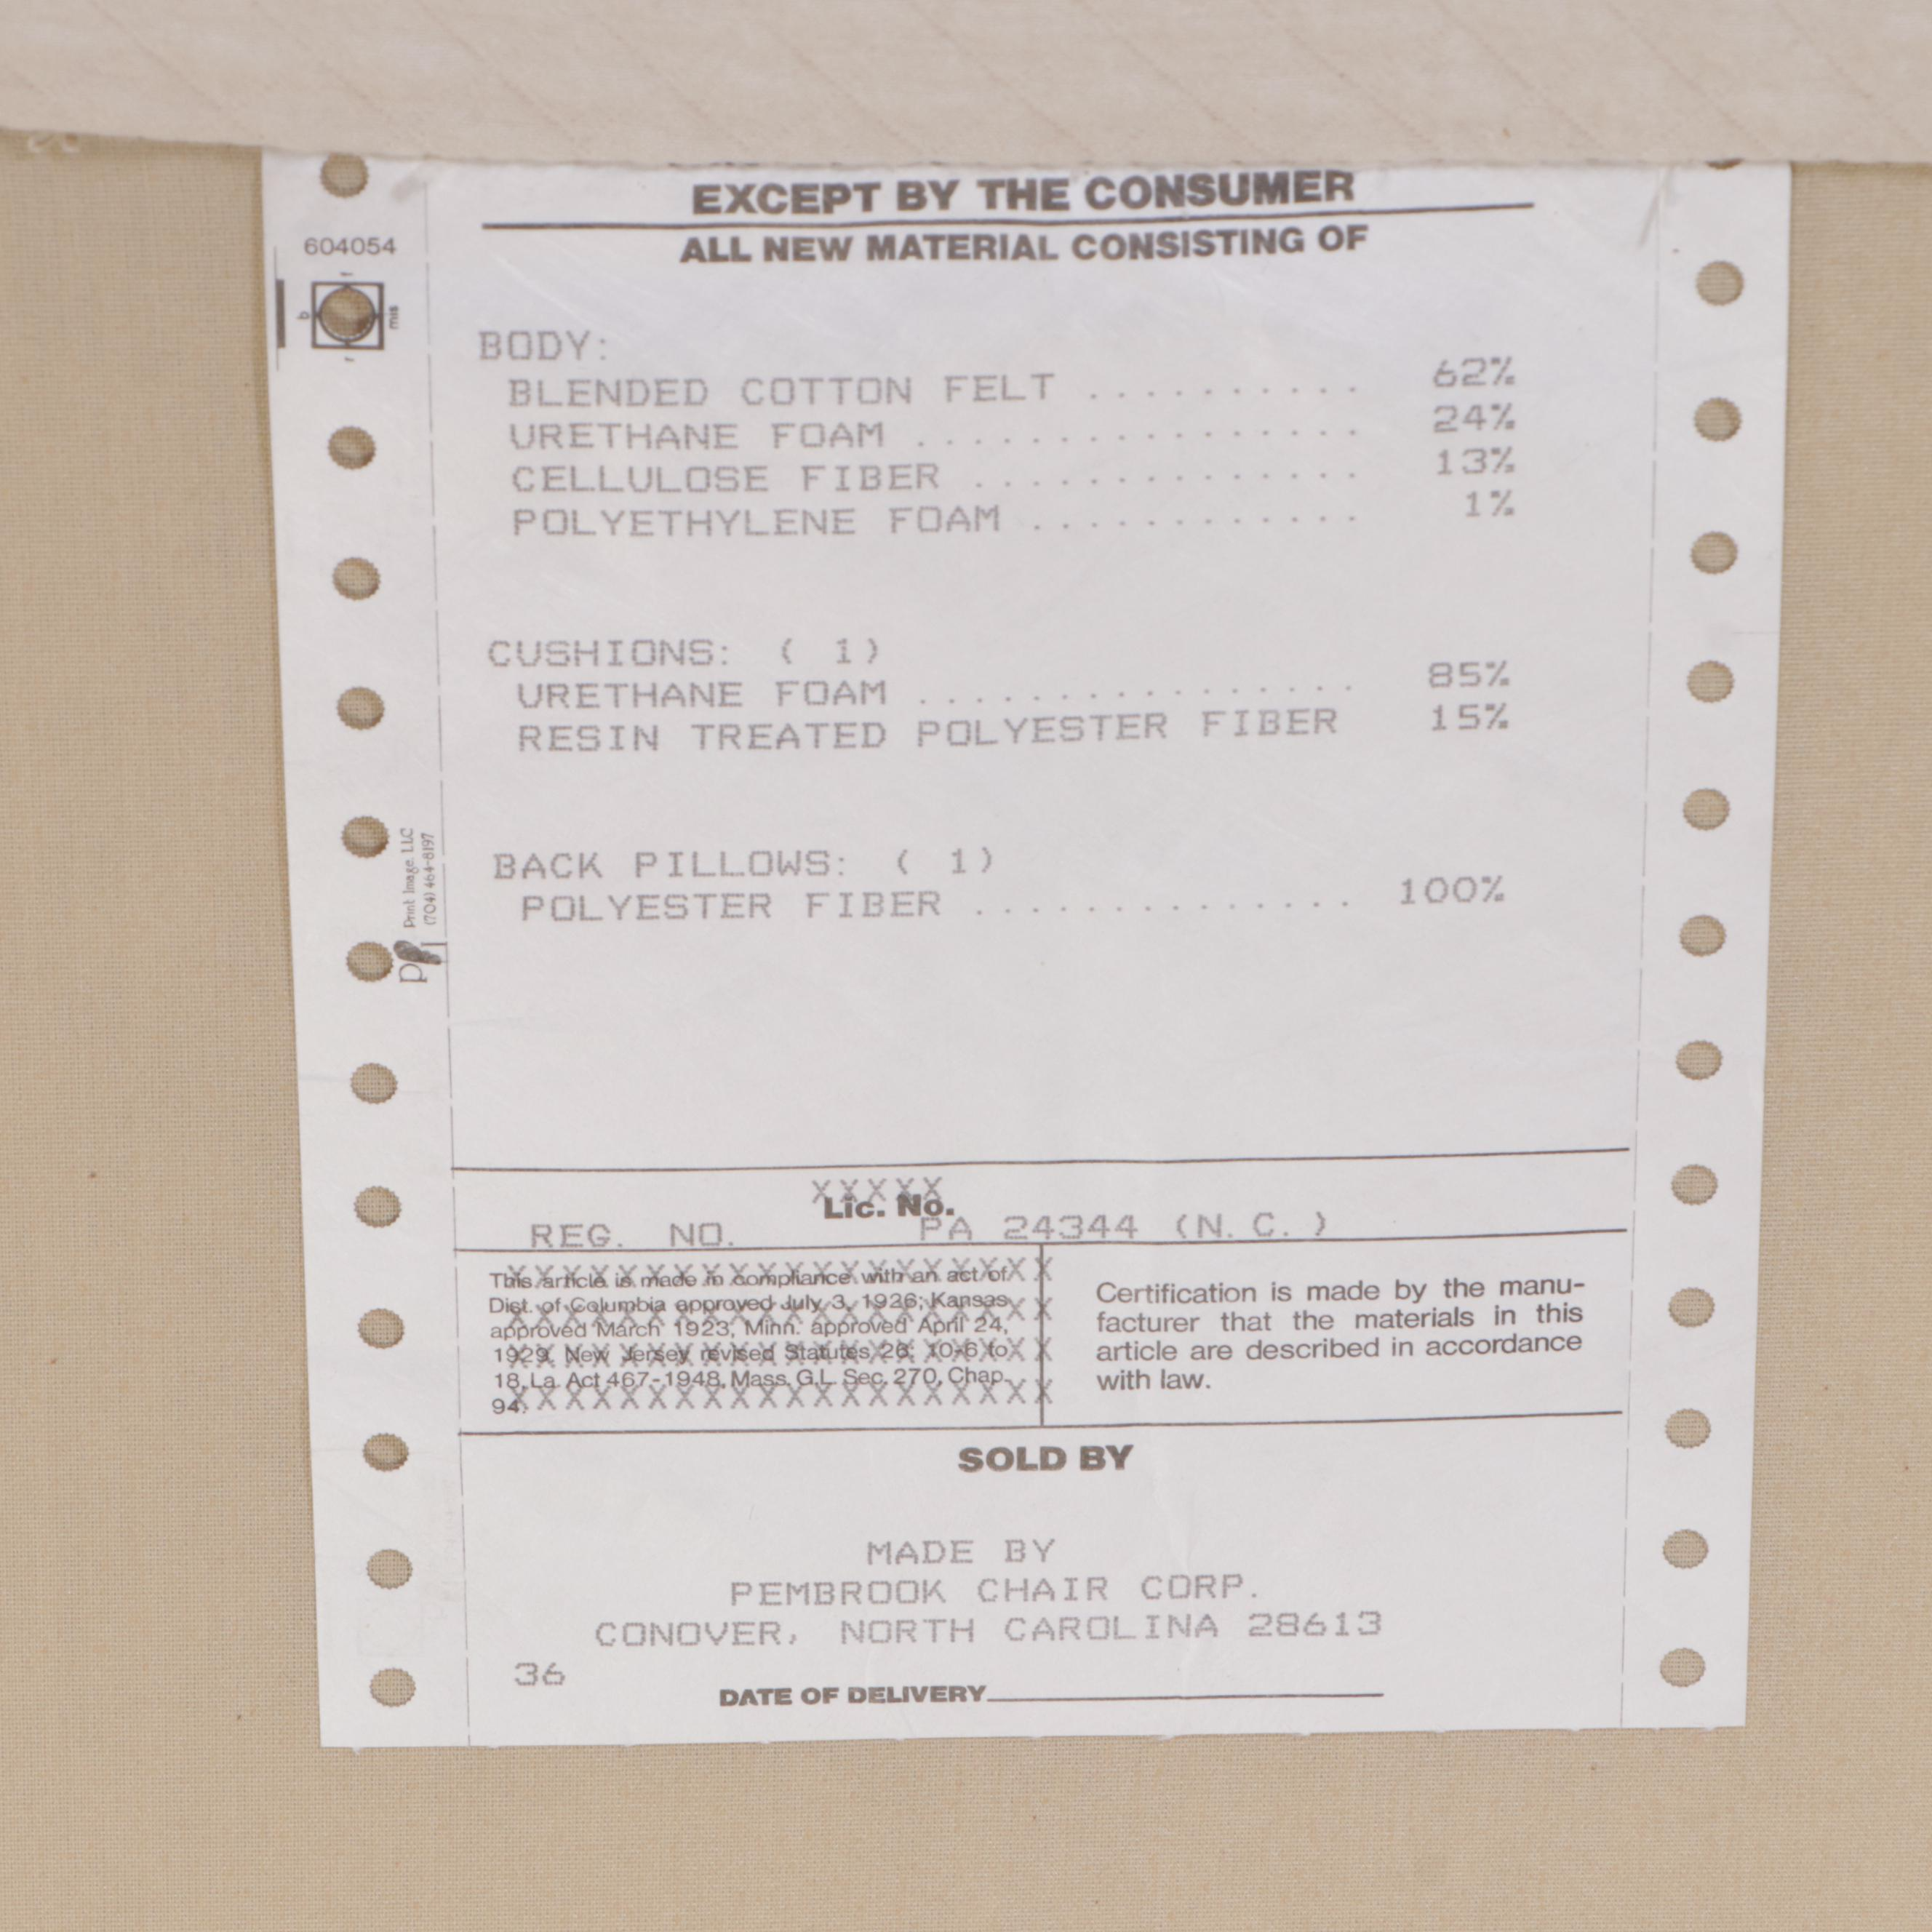 EXCEPT BY THE CONSUMER
ALL NEW MATERIAL CONSISTING OF
604054
BODY:
BLENDED COTTON FELT .......... 62%
URETHANE FOAM ................ 24%
CELLULOSE FIBER .............. 13%
POLYETHYLENE FOAM ............ 1%
CUSHIONS: ( 1)
URETHANE FOAM ................ 85%
RESIN TREATED POLYESTER FIBER 15%
BACK PILLOWS: ( 1)
POLYESTER FIBER .............. 100%
Print Image, LLC
(704) 464-8197
XXXXX
Lic. No.
REG. NO. PA 24344 (N.C.)
This article is made in compliance with an act of
Dist. of Columbia approved July 3, 1926; Kansas
approved March 1923; Minn. approved April 24,
1929; New Jersey revised Statutes 26: 10-6 to
18, La. Act 467-1948, Mass. G.L. Sec. 270, Chap.
94.
Certification is made by the manu-
facturer that the materials in this
article are described in accordance
with law.
SOLD BY
MADE BY
PEMBROOK CHAIR CORP.
CONOVER, NORTH CAROLINA 28613
36
DATE OF DELIVERY